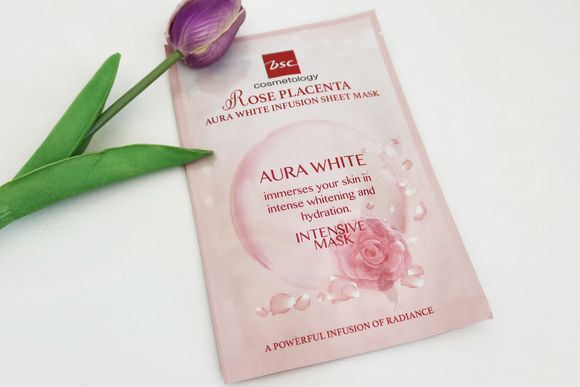 bsc
cosmetology
ROSE PLACENTA
AURA WHITE INFUSION SHEET MASK
AURA WHITE
immerses your skin in
intense whitening and
hydration.
INTENSIVE
MASK
A POWERFUL INFUSION OF RADIANCE